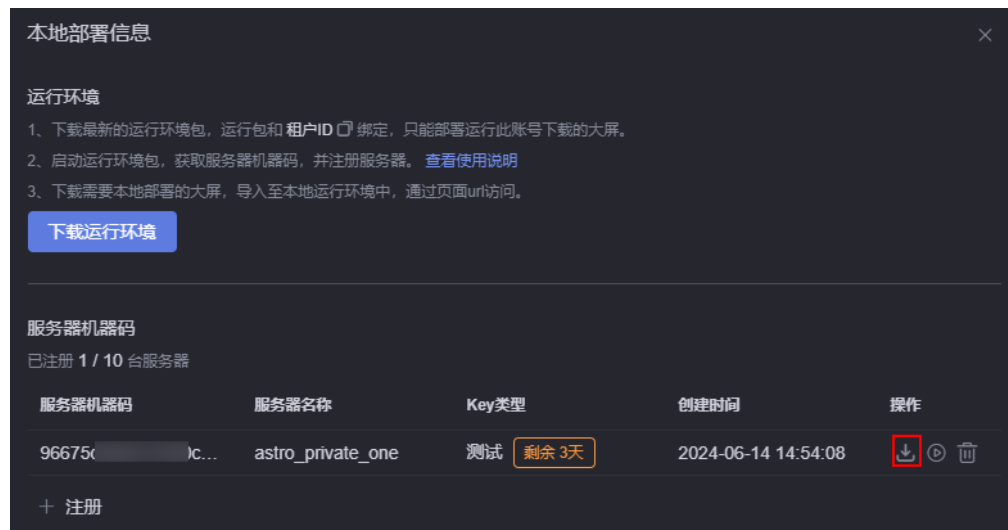 本地部署信息
运行环境
1、下载最新的运行环境包，运行包和 租户ID 绑定，只能部署运行此账号下载的大屏。
2、启动运行环境包，获取服务器机器码，并注册服务器。 查看使用说明
3、下载需要本地部署的大屏，导入至本地运行环境中，通过页面url访问。
下载运行环境
服务器机器码
已注册 1 / 10 台服务器
服务器机器码 服务器名称 Key类型 创建时间 操作
96675 c... astro_private_one 测试 剩余 3天 2024-06-14 14:54:08
+ 注册